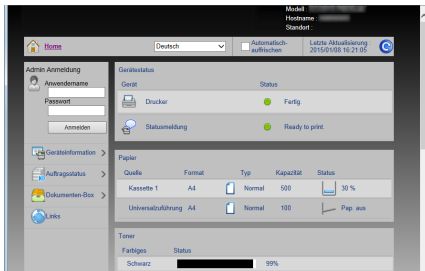 Modell :
Hostname :
Standort :
Home
Deutsch
Automatisch-
auffrischen
Letzte Aktualisierung :
2015/01/08 16:21:05
Admin Anmeldung
Anwendername
Passwort
Anmelden
Geräteinformation
Auftragsstatus
Dokumenten-Box
Links
Gerätestatus
Gerät Status
Drucker Fertig.
Statusmeldung Ready to print.
Papier
Quelle Format Typ Kapazität Status
Kassette 1 A4 Normal 500 30 %
Universalzuführung A4 Normal 100 Pap. aus
Toner
Farbiges Status
Schwarz 99%